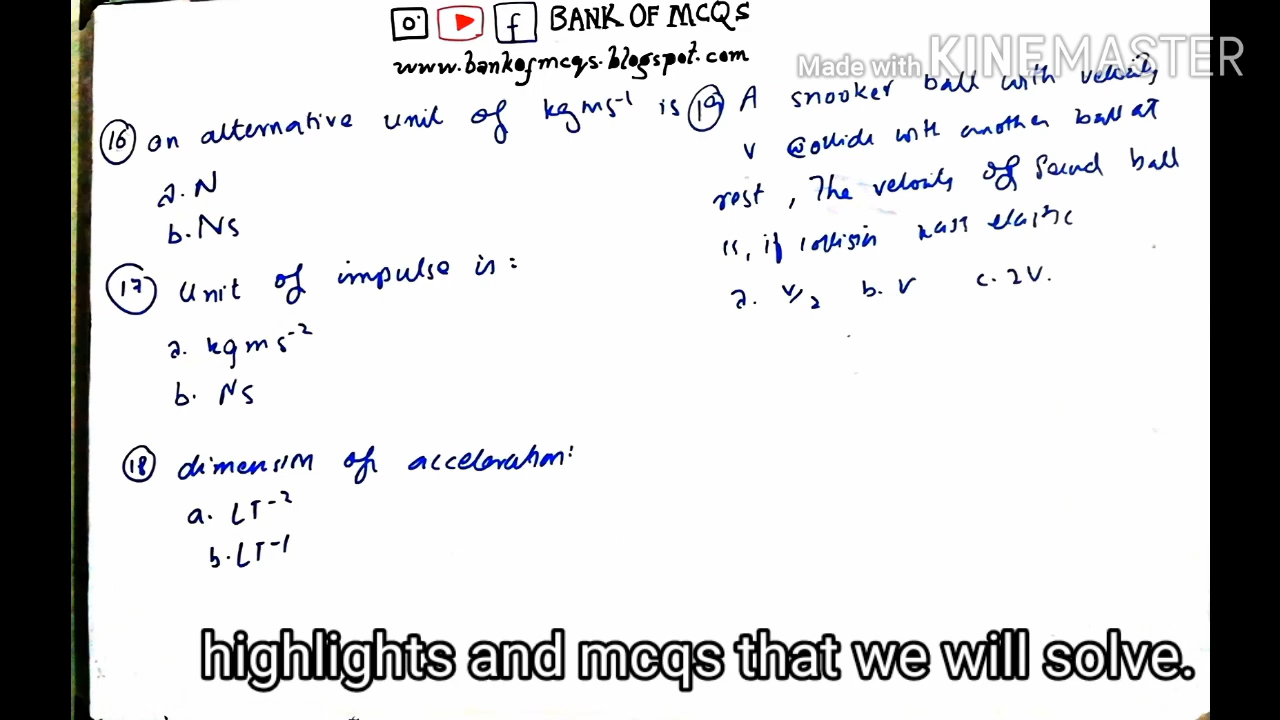 BANK OF MCQS
www.bankofmcqs.blogspot.com
Made with KINEMASTER
16 an alternative unit of kgms-1 is
a. N
b. Ns
17 unit of impulse is:
a. kgms-2
b. NS
18 dimension of acceleration:
a. LT-2
b. LT-1
19 A snooker ball with velocity
v collide with another ball at
rest, The velocity of ball
is, if collision elastic
a. v/2 b. v c. 2v.
highlights and mcqs that we will solve.